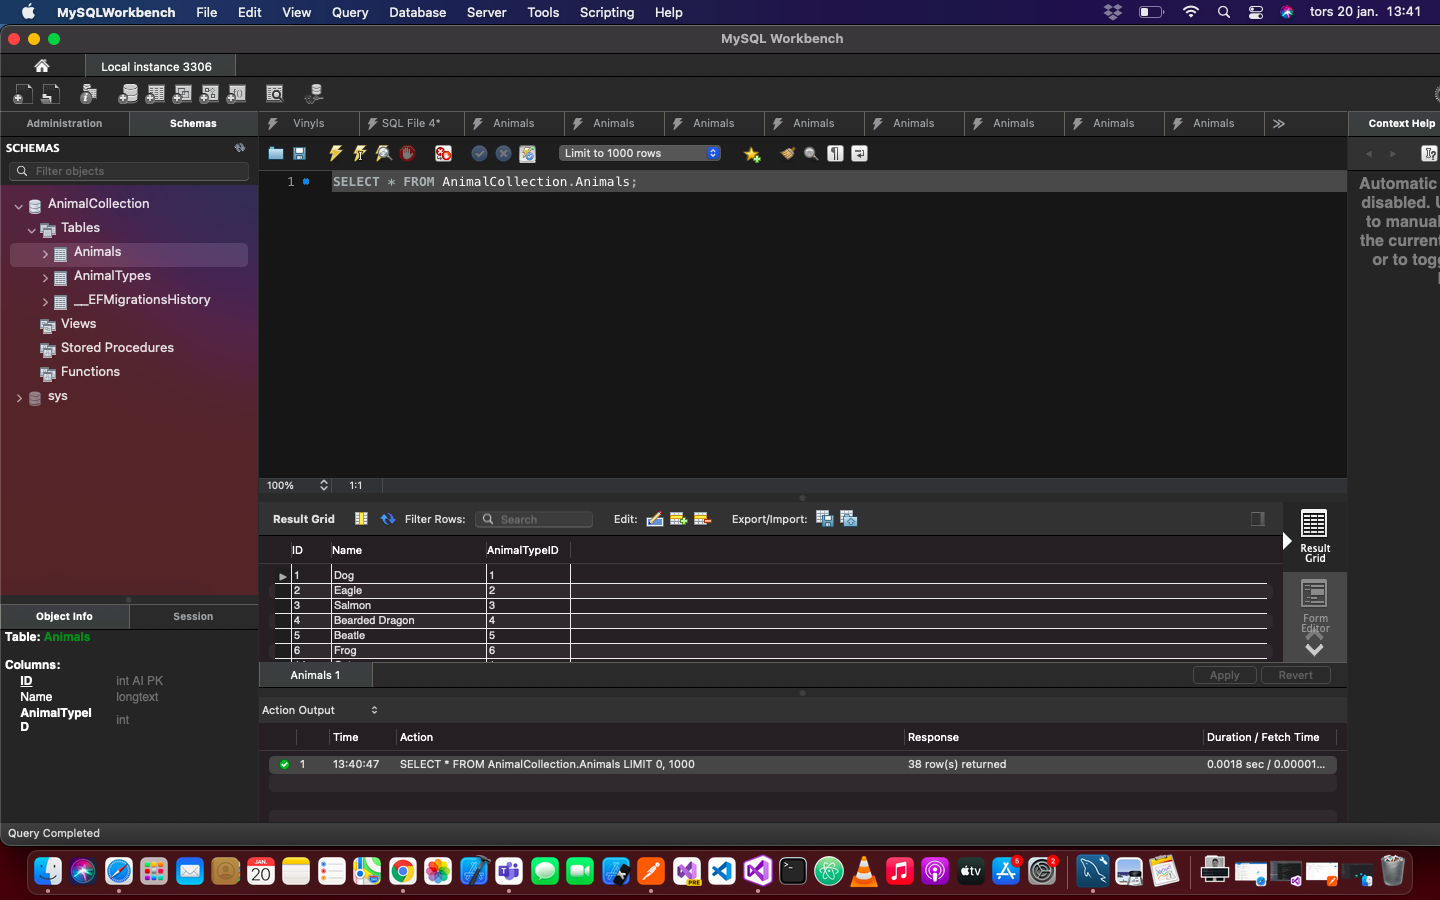 MySQLWorkbench File Edit View Query Database Server Tools Scripting Help tors 20 jan. 13:41
MySQL Workbench
Local instance 3306
Administration Schemas
Vinyls SQL File 4* Animals Animals Animals Animals Animals Animals Animals Animals
Context Help
SCHEMAS
Filter objects
AnimalCollection
Tables
Animals
AnimalTypes
__EFMigrationsHistory
Views
Stored Procedures
Functions
sys
Limit to 1000 rows
1 SELECT * FROM AnimalCollection.Animals;
Automatic
disabled. U
to manual
the current
or to togg
100% 1:1
Result Grid Filter Rows: Search Edit: Export/Import:
ID Name AnimalTypeID
1 Dog 1
2 Eagle 2
3 Salmon 3
4 Bearded Dragon 4
5 Beatle 5
6 Frog 6
Result
Grid
Form
Editor
Animals 1 Apply Revert
Object Info Session
Table: Animals
Columns:
ID int AI PK
Name longtext
AnimalTypeI
D int
Action Output
Time Action Response Duration / Fetch Time
1 13:40:47 SELECT * FROM AnimalCollection.Animals LIMIT 0, 1000 38 row(s) returned 0.0018 sec / 0.00001...
Query Completed
JAN.
20
PRE
tv
5
2